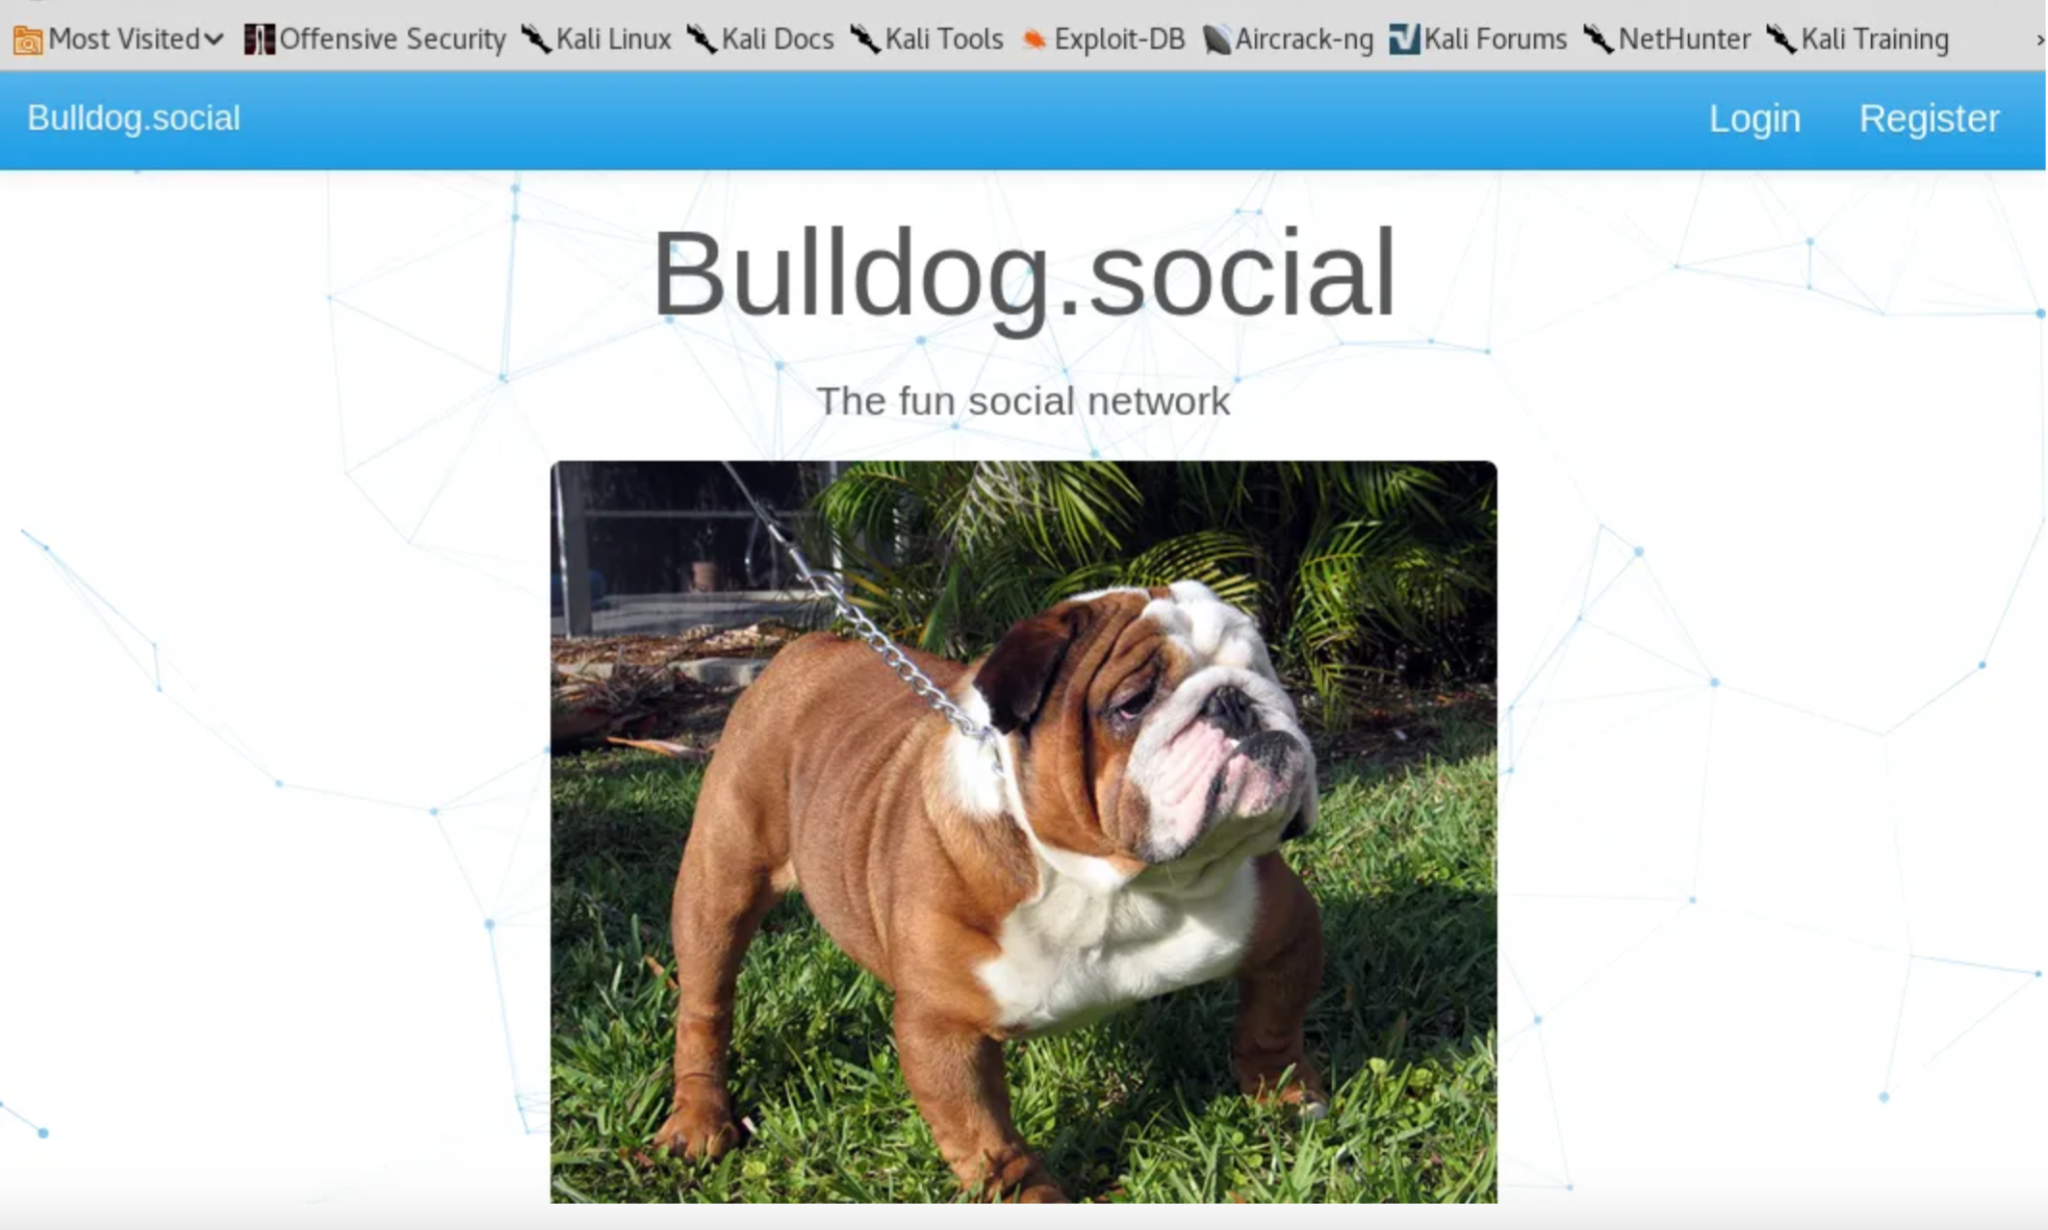 Most Visited Offensive Security Kali Linux Kali Docs Kali Tools Exploit-DB Aircrack-ng Kali Forums NetHunter Kali Training
Bulldog.social Login Register
Bulldog.social
The fun social network